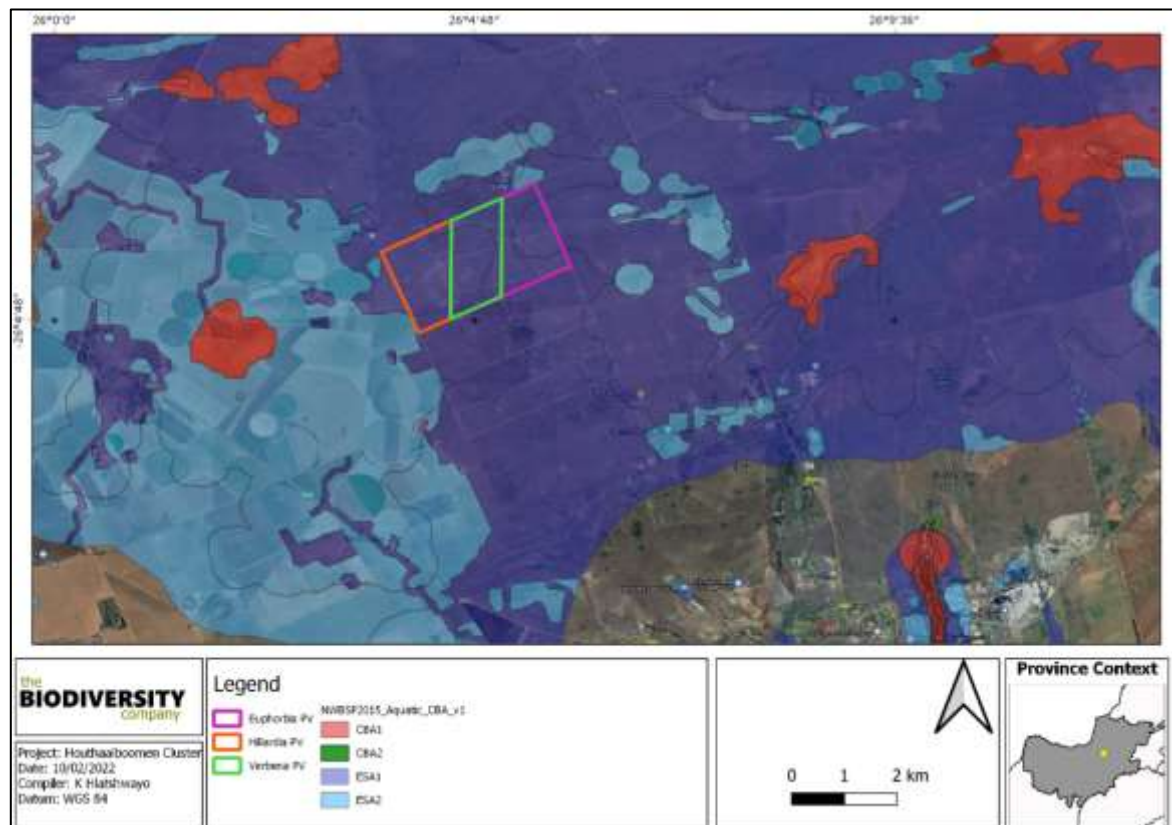 26°0'0"
26°4'48"
26°9'36"
-26°4'48"
the
BIODIVERSITY
company
Project: Houthaalboomen Cluster
Date: 10/02/2022
Compiler: K Hlatshwayo
Datum: WGS 84
Legend
Euphorbia PV
Hillardia PV
Verbena PV
NWBSP2015_Aquatic_CBA_v1
CBA1
CBA2
ESA1
ESA2
0 1 2 km
Province Context